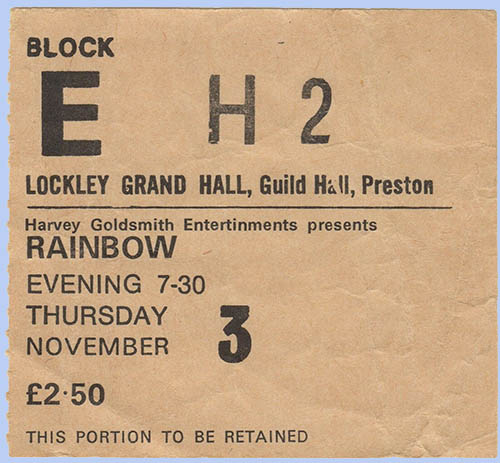 BLOCK
E H 2
LOCKLEY GRAND HALL, Guild Hall, Preston
Harvey Goldsmith Entertinments presents
RAINBOW
EVENING 7-30
THURSDAY
NOVEMBER 3
£2·50
THIS PORTION TO BE RETAINED